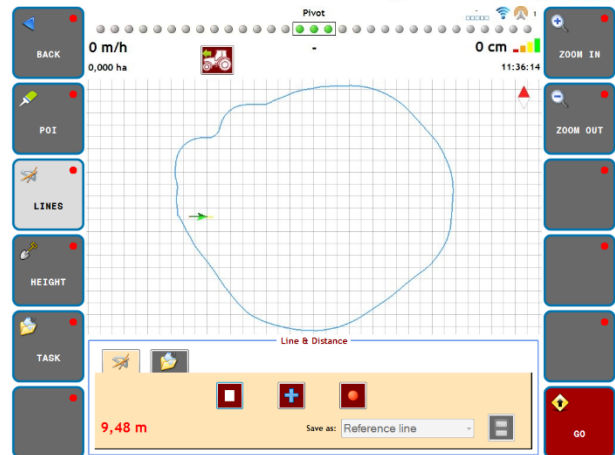 Pivot
1
0 m/h
-
0 cm
0,000 ha
11:36:14
BACK
POI
LINES
HEIGHT
TASK
ZOOM IN
ZOOM OUT
GO
Line & Distance
9,48 m
Save as: Reference line